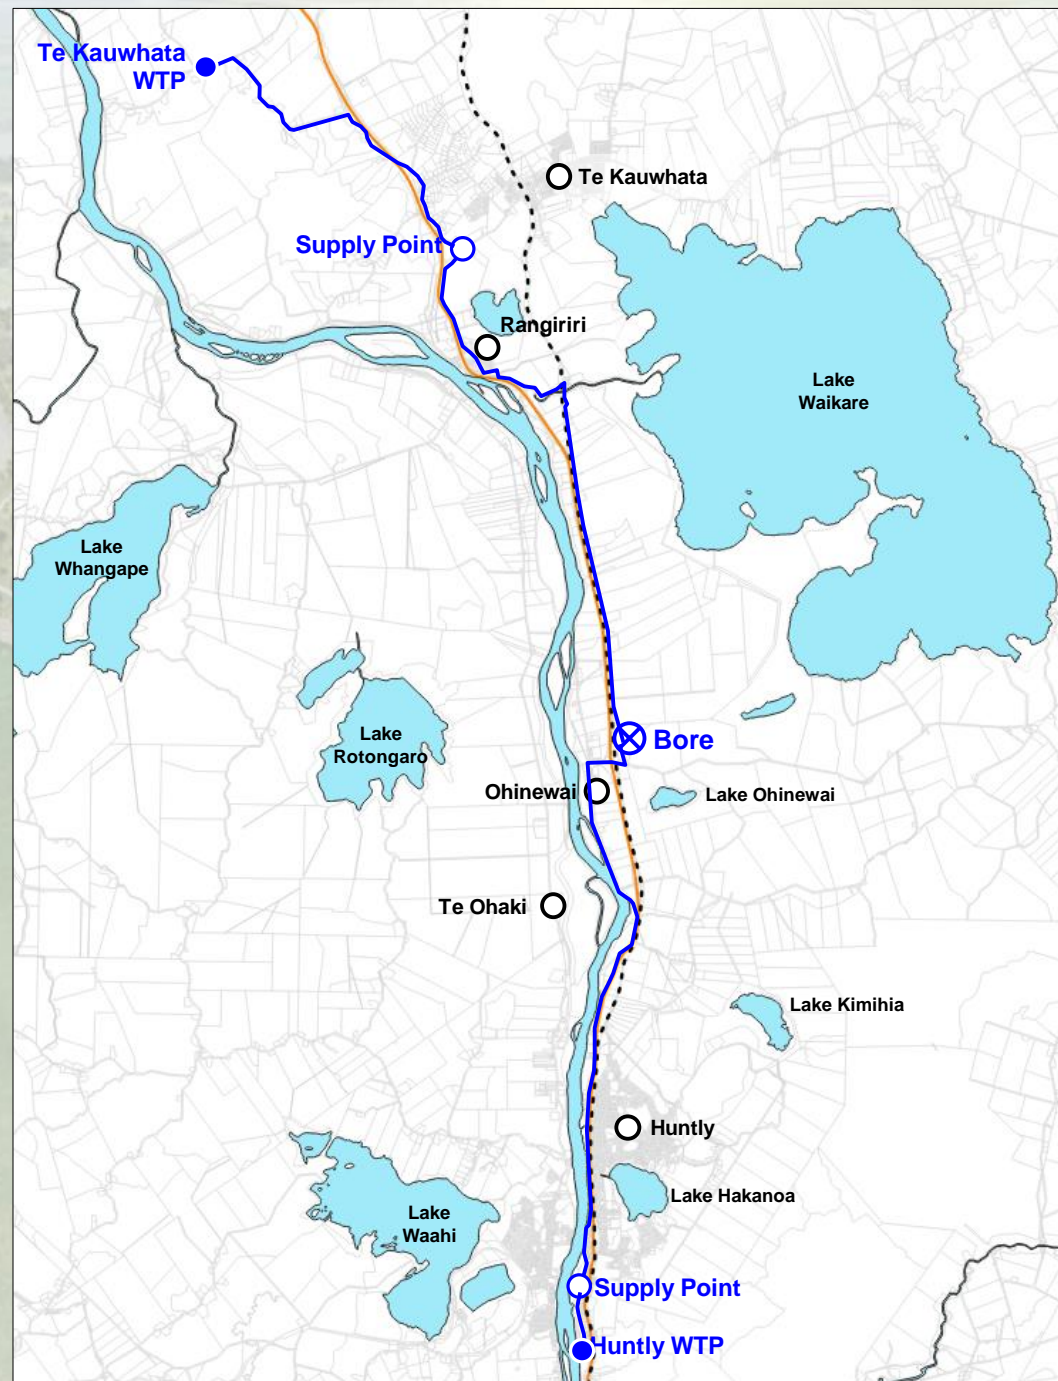 Te Kauwhata
WTP
Te Kauwhata
Supply Point
Rangiriri
Lake
Waikare
Lake
Whangape
Lake
Rotongaro
Bore
Ohinewai
Lake Ohinewai
Te Ohaki
Lake Kimihia
Huntly
Lake Hakanoa
Lake
Waahi
Supply Point
Huntly WTP